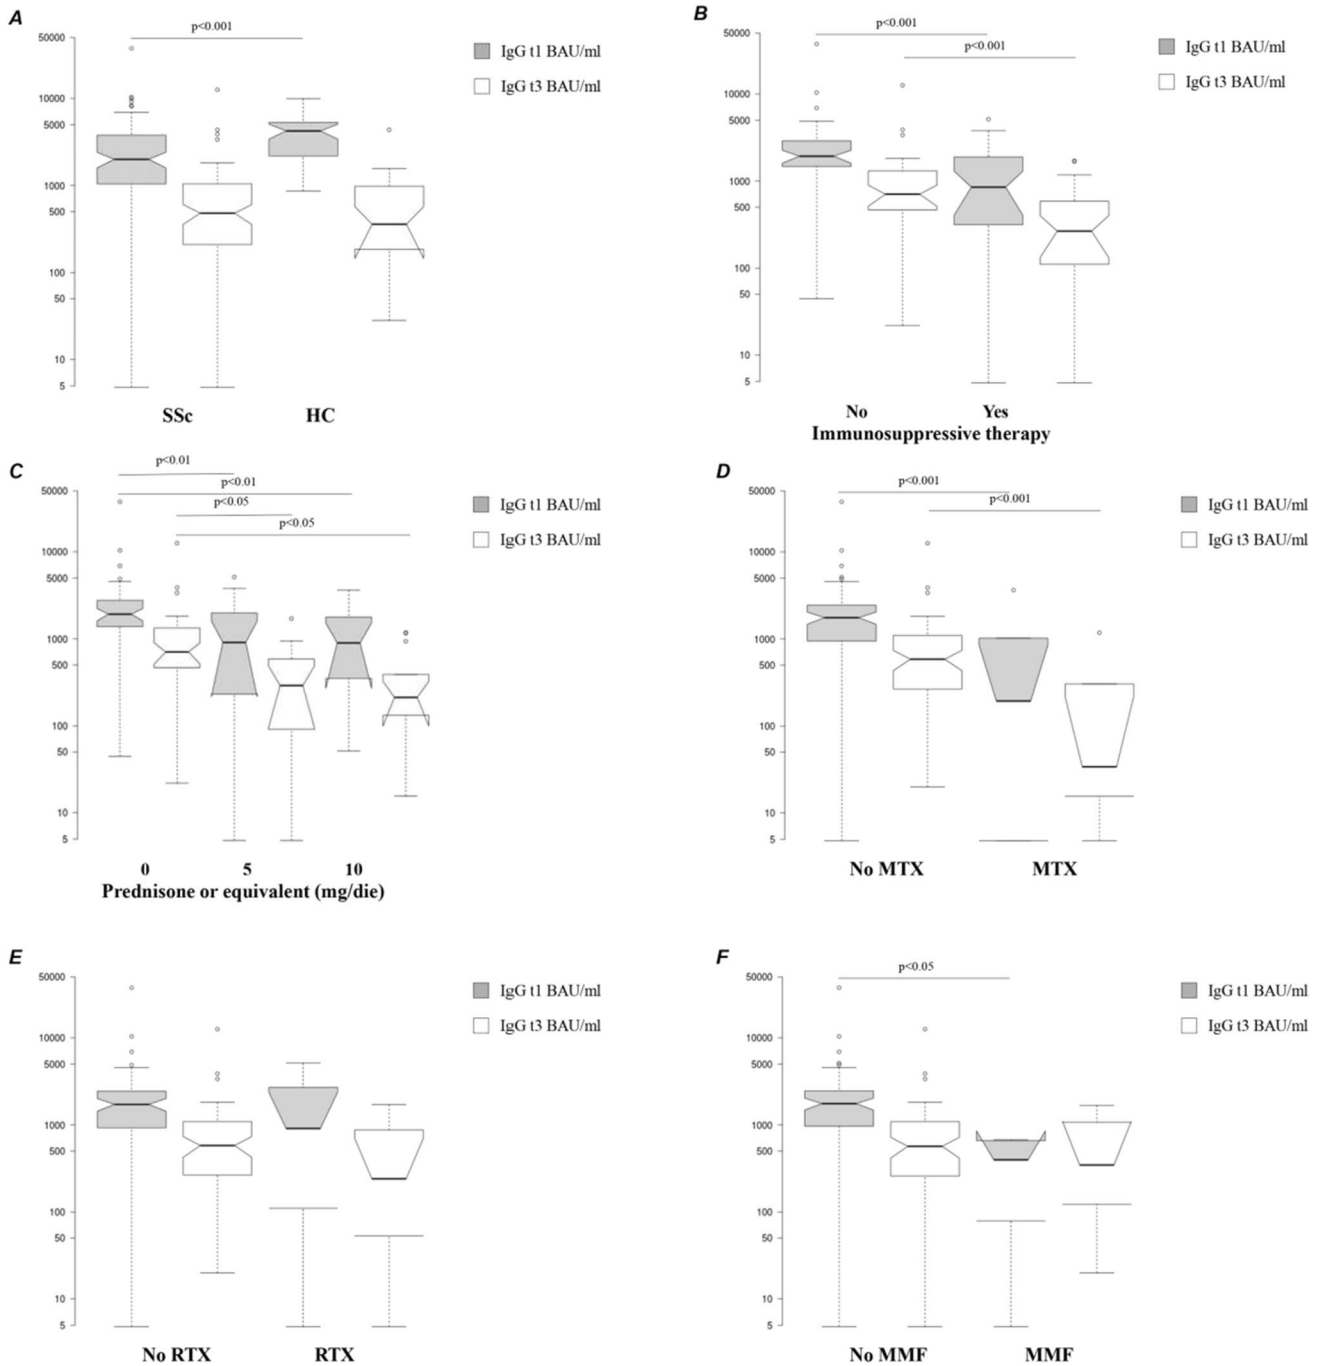 A
p<0.001
50000
10000
5000
1000
500
100
50
10
5
IgG t1 BAU/ml
IgG t3 BAU/ml
SSc HC
B
p<0.001
p<0.001
50000
10000
5000
1000
500
100
50
10
5
IgG t1 BAU/ml
IgG t3 BAU/ml
No Yes
Immunosuppressive therapy
C
p<0.01
p<0.01
p<0.05
p<0.05
50000
10000
5000
1000
500
100
50
10
5
IgG t1 BAU/ml
IgG t3 BAU/ml
0 5 10
Prednisone or equivalent (mg/die)
D
p<0.001
p<0.001
50000
10000
5000
1000
500
100
50
10
5
IgG t1 BAU/ml
IgG t3 BAU/ml
No MTX MTX
E
50000
10000
5000
1000
500
100
50
10
5
IgG t1 BAU/ml
IgG t3 BAU/ml
No RTX RTX
F
p<0.05
50000
10000
5000
1000
500
100
50
10
5
IgG t1 BAU/ml
IgG t3 BAU/ml
No MMF MMF